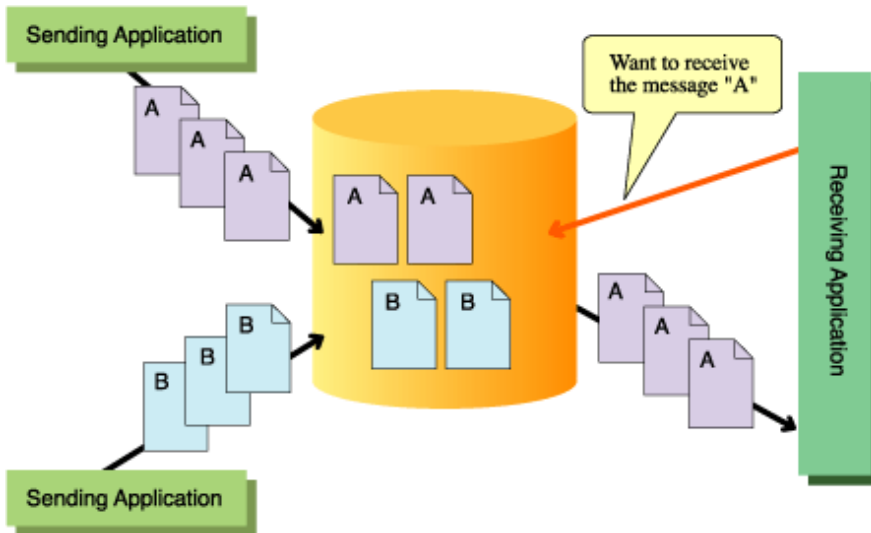 Sending Application
A
A
A
Want to receive
the message "A"
A
A
B
B
Receiving Application
A
A
A
B
B
B
Sending Application